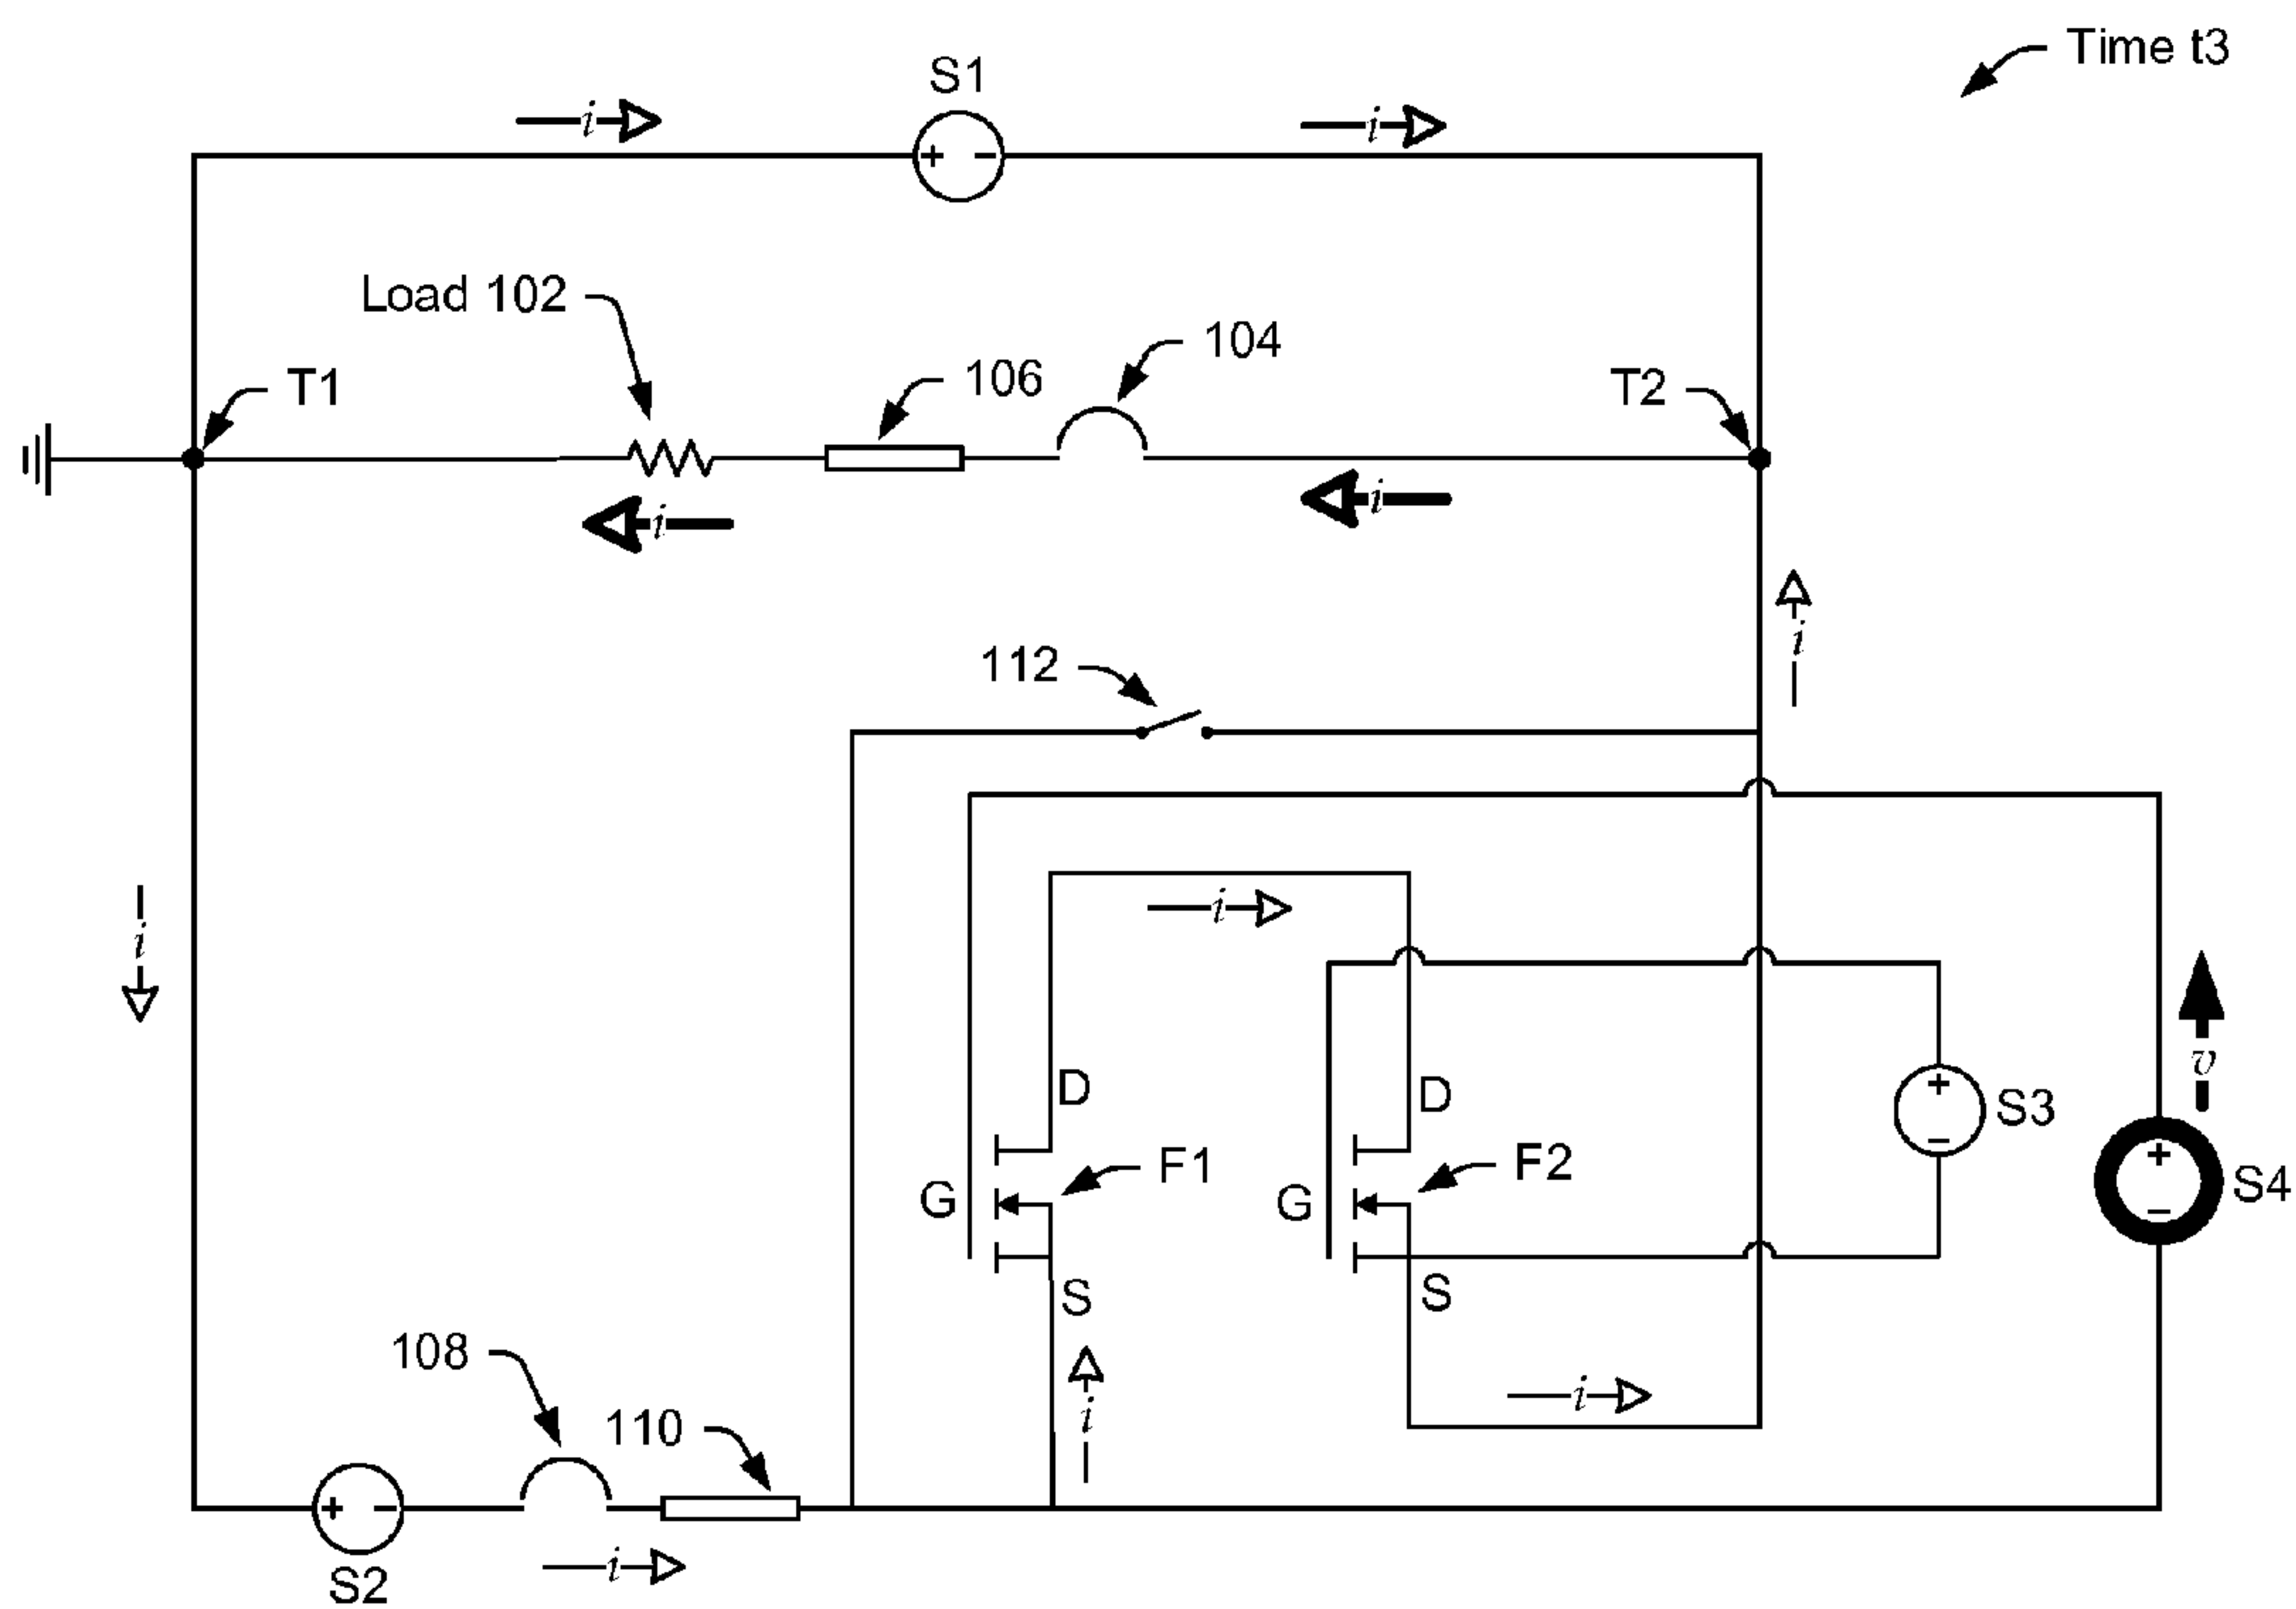 Time t3
S1
i
i
+ −
Load 102
104
106
T1
T2
i
i
112
i
i
i
D
D
v
+
−
S3
F1
F2
G
G
+
−
S4
S
S
108
i
i
110
+ −
S2
i